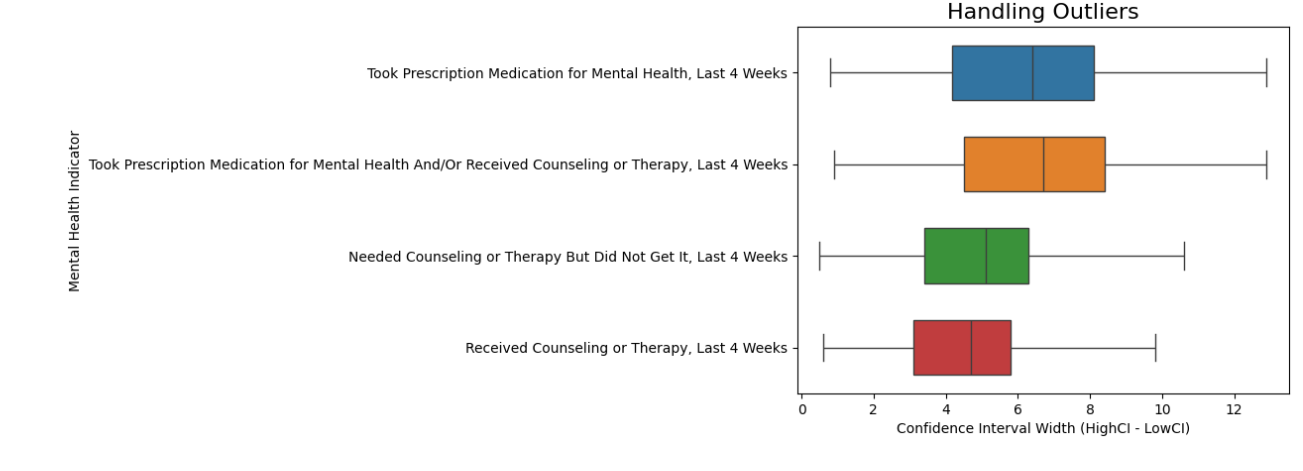 Handling Outliers
Mental Health Indicator
Took Prescription Medication for Mental Health, Last 4 Weeks
Took Prescription Medication for Mental Health And/Or Received Counseling or Therapy, Last 4 Weeks
Needed Counseling or Therapy But Did Not Get It, Last 4 Weeks
Received Counseling or Therapy, Last 4 Weeks
0 2 4 6 8 10 12
Confidence Interval Width (HighCI - LowCI)